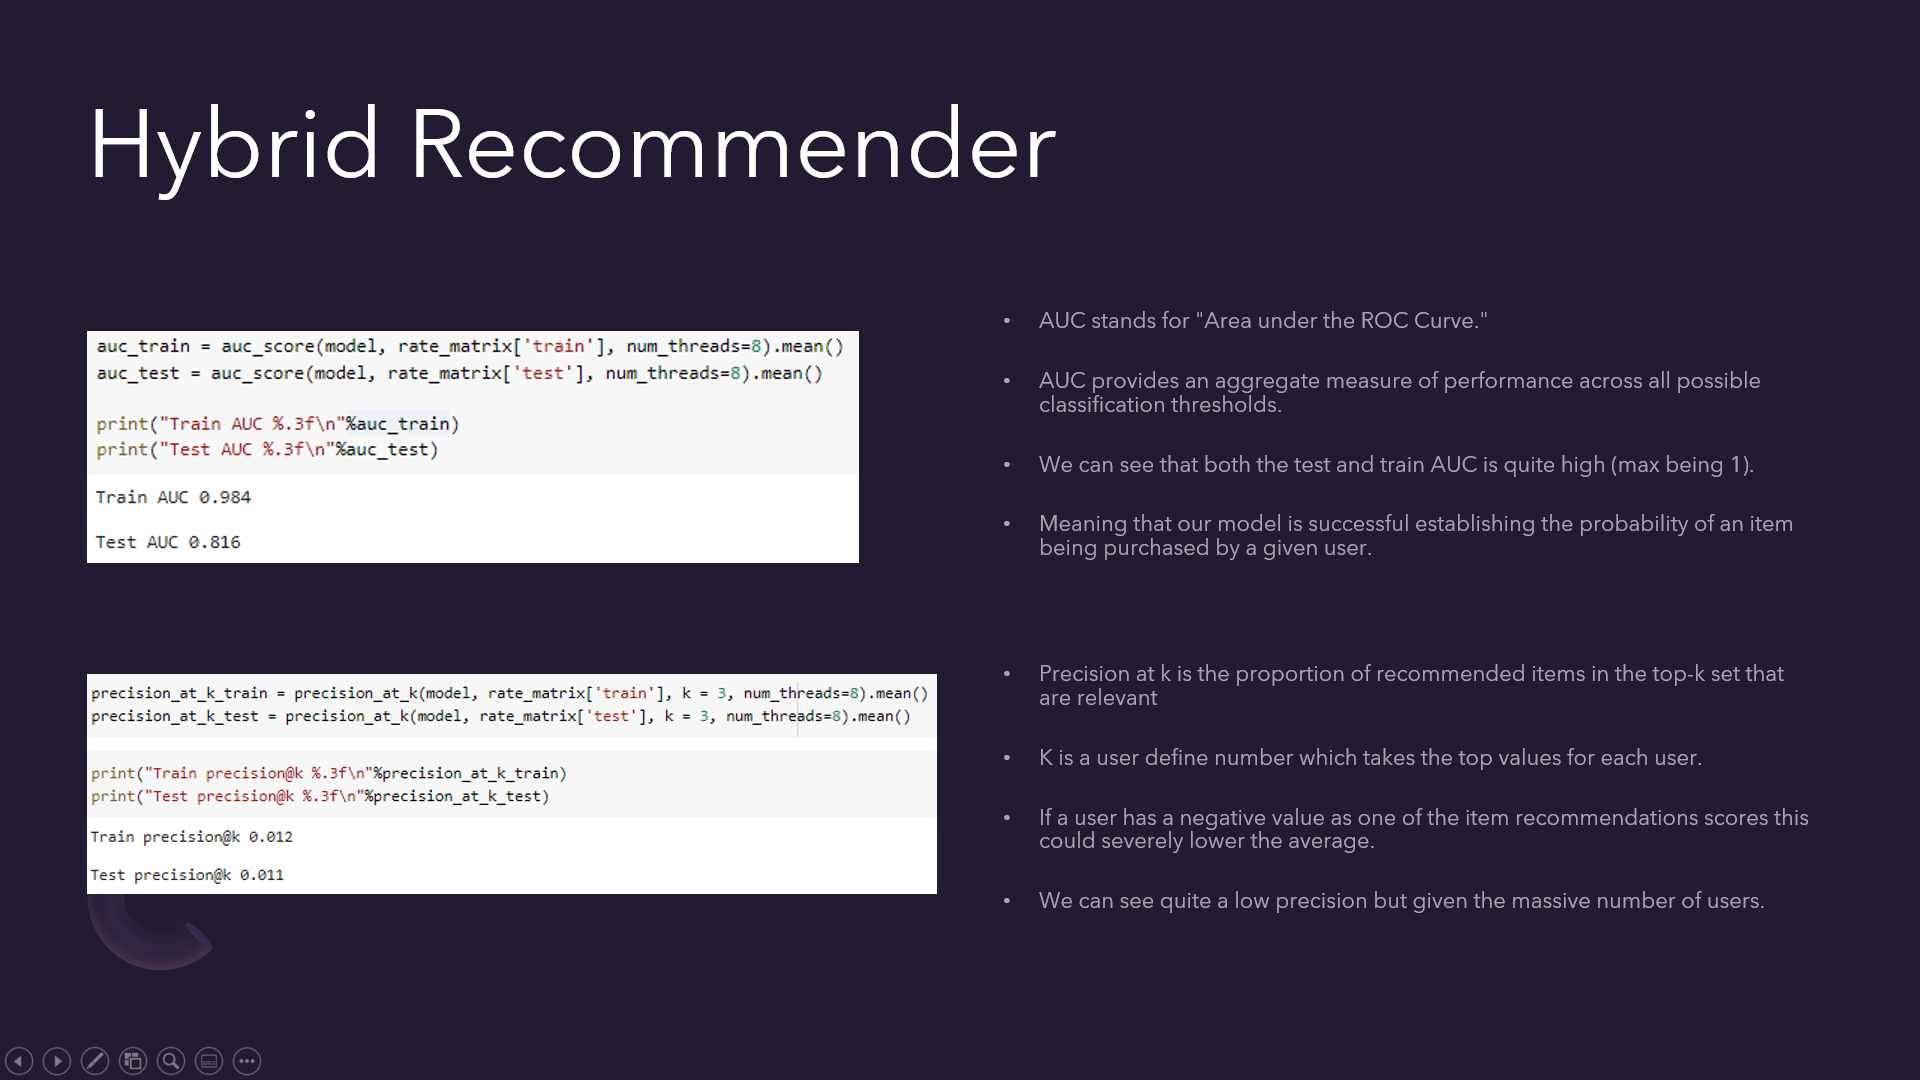 Hybrid Recommender
auc_train = auc_score(model, rate_matrix['train'], num_threads=8).mean()
auc_test = auc_score(model, rate_matrix['test'], num_threads=8).mean()
print("Train AUC %.3f\n"%auc_train)
print("Test AUC %.3f\n"%auc_test)
Train AUC 0.984
Test AUC 0.816
• AUC stands for "Area under the ROC Curve."
• AUC provides an aggregate measure of performance across all possible
classification thresholds.
• We can see that both the test and train AUC is quite high (max being 1).
• Meaning that our model is successful establishing the probability of an item
being purchased by a given user.
precision_at_k_train = precision_at_k(model, rate_matrix['train'], k = 3, num_threads=8).mean()
precision_at_k_test = precision_at_k(model, rate_matrix['test'], k = 3, num_threads=8).mean()
print("Train precision@k %.3f\n"%precision_at_k_train)
print("Test precision@k %.3f\n"%precision_at_k_test)
Train precision@k 0.012
Test precision@k 0.011
• Precision at k is the proportion of recommended items in the top-k set that
are relevant
• K is a user define number which takes the top values for each user.
• If a user has a negative value as one of the item recommendations scores this
could severely lower the average.
• We can see quite a low precision but given the massive number of users.